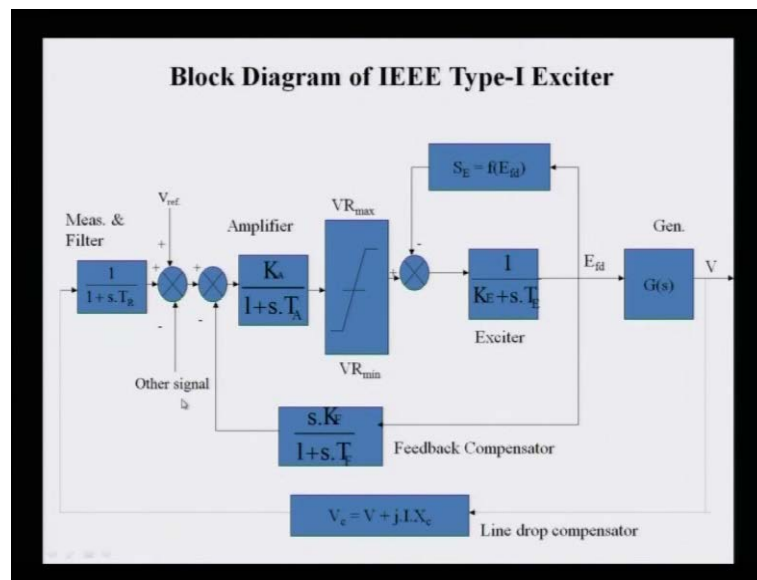 Block Diagram of IEEE Type-I Exciter
S_E = f(E_fd)
V_ref.
VR_max
Meas. &
Filter
Amplifier
Gen.
+
+
+
+
-
1
1+s.T_R
K_A
1+s.T_A
1
K_E+s.T_E
E_fd
G(s)
V
-
-
Exciter
VR_min
Other signal
s.K_F
1+s.T_F
Feedback Compensator
V_c = V + j.I.X_c
Line drop compensator